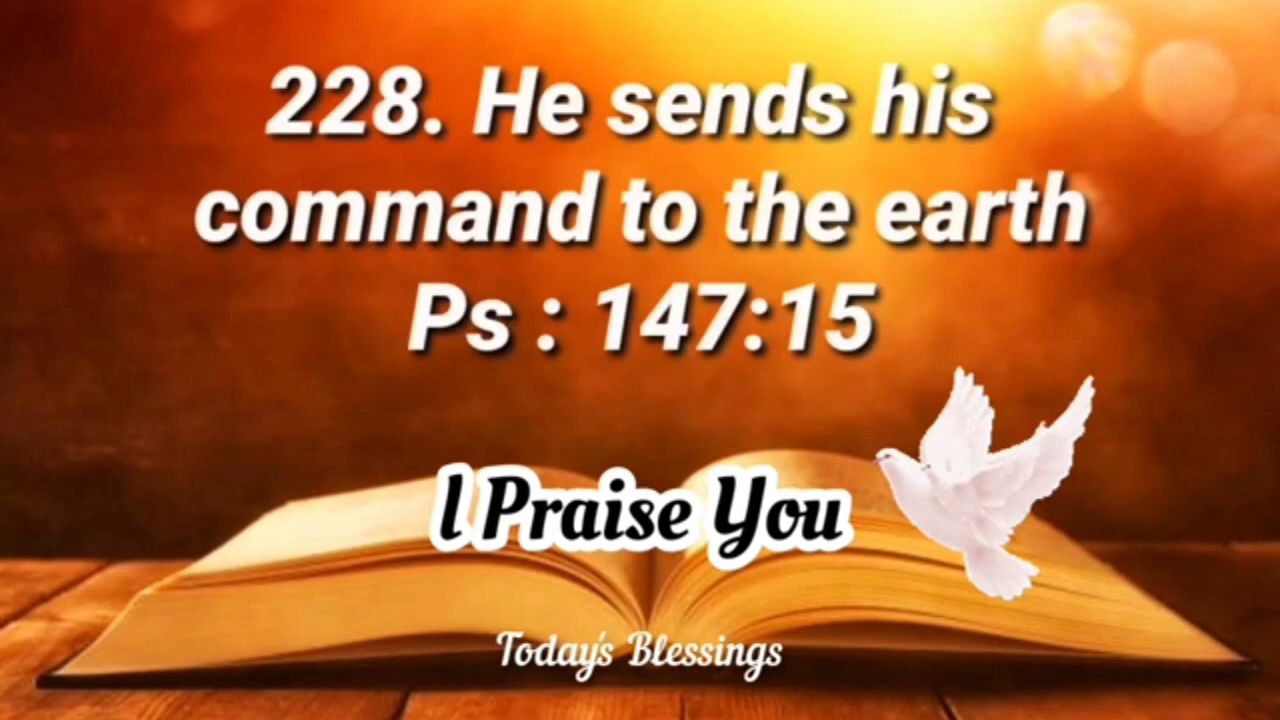 228. He sends his
command to the earth
Ps : 147:15
I Praise You
Today's Blessings